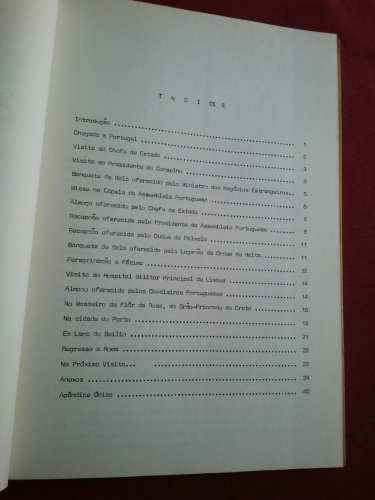 I N D I C E
Introdução 1
Chegada a Portugal 2
Visita ao Chefe do Estado 3
Visita ao Presidente do Conselho 5
Banquete de Gala oferecido pelo Ministro dos Negócios Estrangeiros 5
Missa na Capela da Assembleia Portuguesa 6
Almoço oferecido pelo Chefe do Estado 8
Recepção oferecida pelo Presidente da Assembleia Portuguesa 9
Recepção oferecida pelo Duque de Palmela 11
Banquete de Gala oferecido pela Legação da Ordem de Malta 11
Peregrinação a Fátima 12
Visita ao Hospital Militar Principal de Lisboa 14
Almoço oferecido pelos Cavaleiros Portugueses 14
No Mosteiro da Flôr da Rosa, do Grão-Priorado do Crato 16
Na cidade do Porto 19
Em Leça do Bailio 21
Regresso a Roma 22
Na Próxima Visita... 22
Anexos 24
Apêndice Único 40